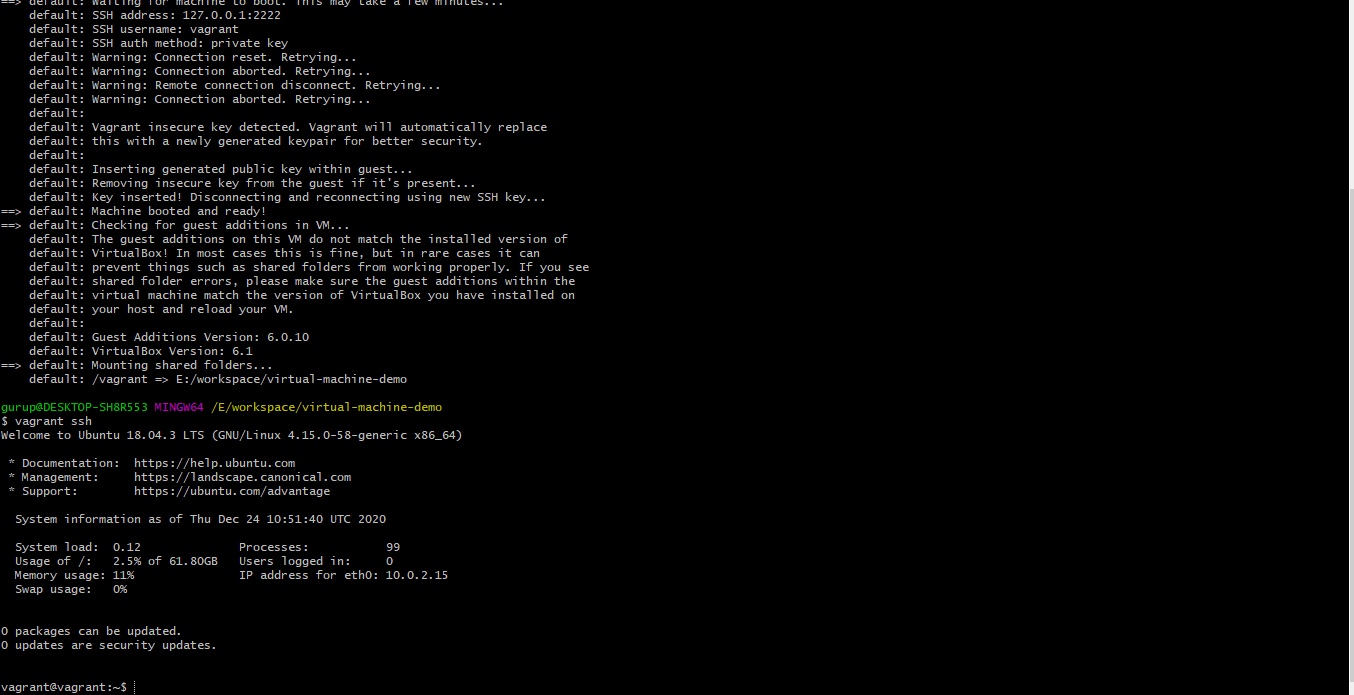 ==> default: Waiting for machine to boot. This may take a few minutes...
    default: SSH address: 127.0.0.1:2222
    default: SSH username: vagrant
    default: SSH auth method: private key
    default: Warning: Connection reset. Retrying...
    default: Warning: Connection aborted. Retrying...
    default: Warning: Remote connection disconnect. Retrying...
    default: Warning: Connection aborted. Retrying...
    default:
    default: Vagrant insecure key detected. Vagrant will automatically replace
    default: this with a newly generated keypair for better security.
    default:
    default: Inserting generated public key within guest...
    default: Removing insecure key from the guest if it's present...
    default: Key inserted! Disconnecting and reconnecting using new SSH key...
==> default: Machine booted and ready!
==> default: Checking for guest additions in VM...
    default: The guest additions on this VM do not match the installed version of
    default: VirtualBox! In most cases this is fine, but in rare cases it can
    default: prevent things such as shared folders from working properly. If you see
    default: shared folder errors, please make sure the guest additions within the
    default: virtual machine match the version of VirtualBox you have installed on
    default: your host and reload your VM.
    default:
    default: Guest Additions Version: 6.0.10
    default: VirtualBox Version: 6.1
==> default: Mounting shared folders...
    default: /vagrant => E:/workspace/virtual-machine-demo
gurup@DESKTOP-SH8R553 MINGW64 /E/workspace/virtual-machine-demo
$ vagrant ssh
Welcome to Ubuntu 18.04.3 LTS (GNU/Linux 4.15.0-58-generic x86_64)
 * Documentation:  https://help.ubuntu.com
 * Management:     https://landscape.canonical.com
 * Support:        https://ubuntu.com/advantage
  System information as of Thu Dec 24 10:51:40 UTC 2020
  System load:  0.12              Processes:           99
  Usage of /:   2.5% of 61.80GB   Users logged in:     0
  Memory usage: 11%               IP address for eth0: 10.0.2.15
  Swap usage:   0%
0 packages can be updated.
0 updates are security updates.
vagrant@vagrant:~$